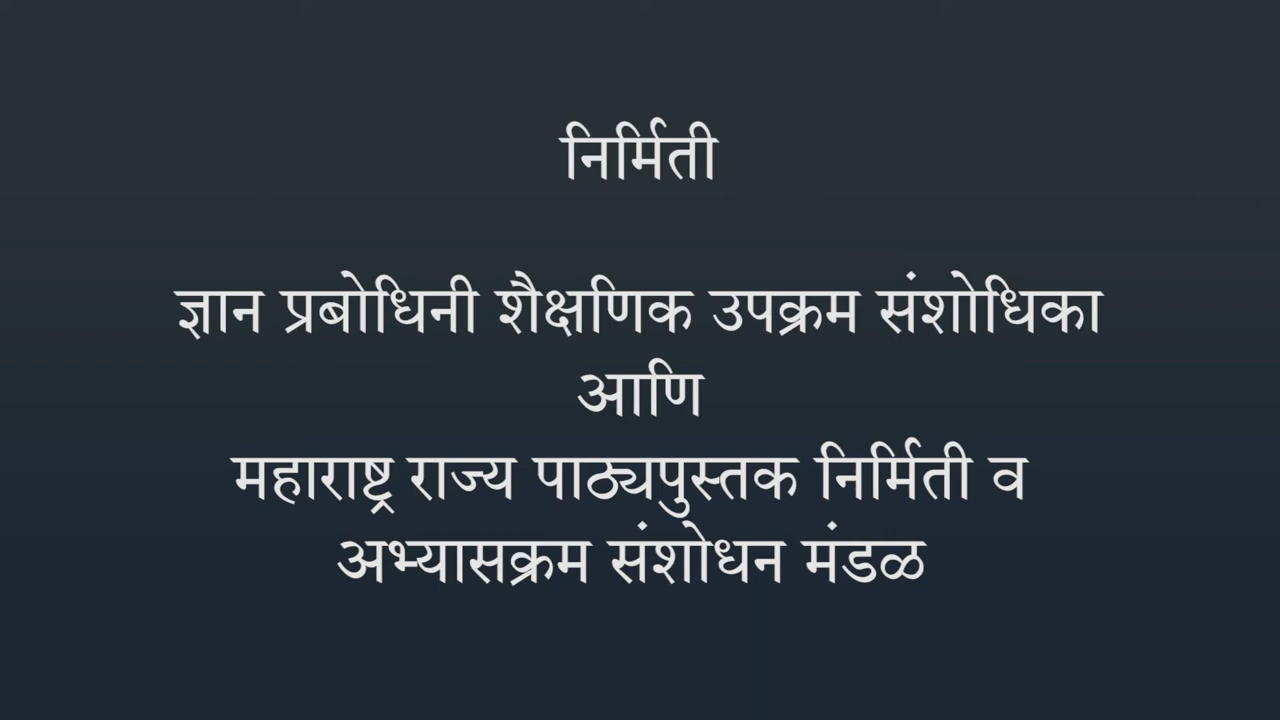 निर्मिती
ज्ञान प्रबोधिनी शैक्षणिक उपक्रम संशोधिका
आणि
महाराष्ट्र राज्य पाठ्यपुस्तक निर्मिती व
अभ्यासक्रम संशोधन मंडळ